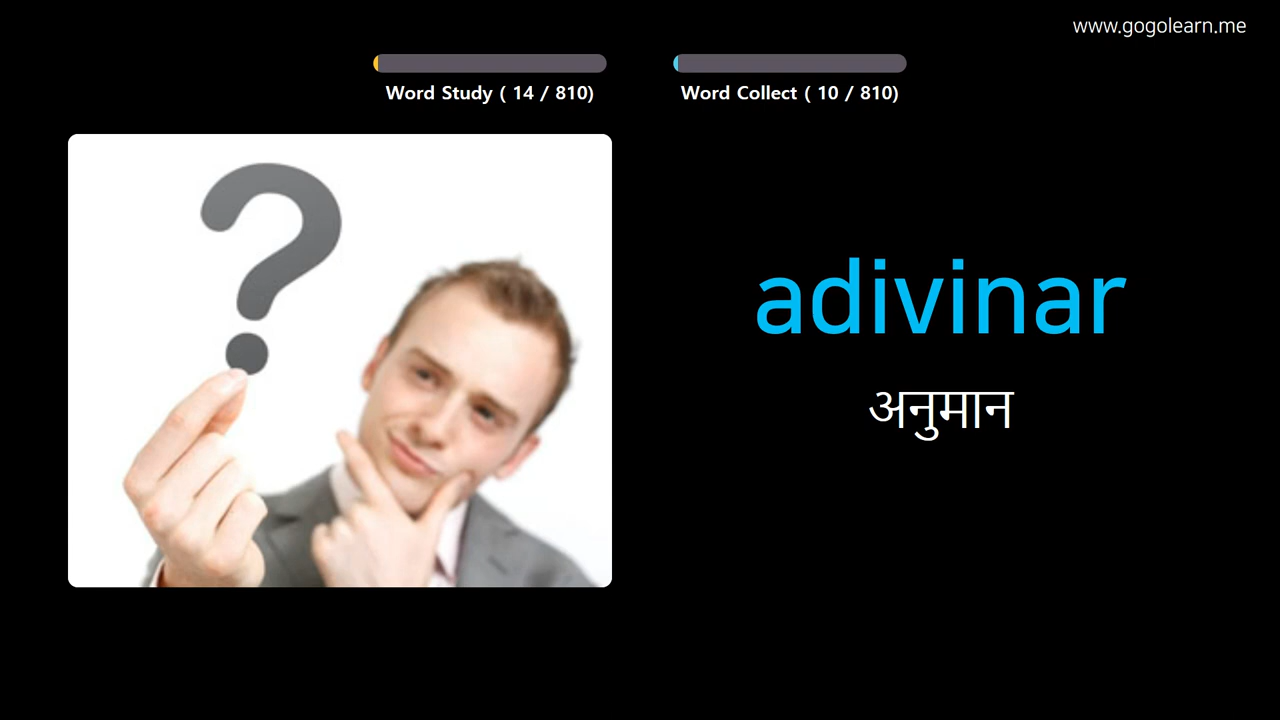 www.gogolearn.me
Word Study ( 14 / 810)
Word Collect ( 10 / 810)
?
adivinar
अनुमान